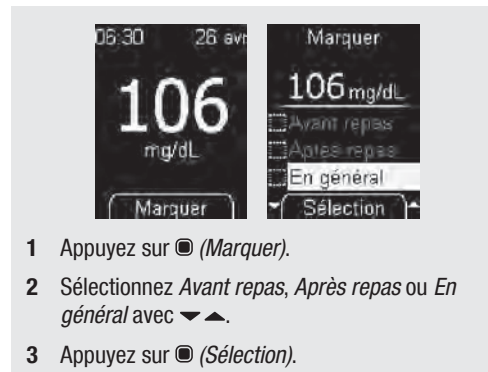 06:30 26 avr
106
mg/dL
Marquer
Marquer
106 mg/dL
Avant repas
Après repas
En général
Sélection
1 Appuyez sur (Marquer).
2 Sélectionnez Avant repas, Après repas ou En
général avec
3 Appuyez sur (Sélection).